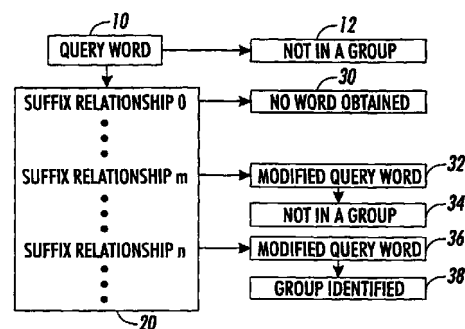 10
12
QUERY WORD
NOT IN A GROUP
30
SUFFIX RELATIONSHIP 0
NO WORD OBTAINED
32
SUFFIX RELATIONSHIP m
MODIFIED QUERY WORD
34
NOT IN A GROUP
36
SUFFIX RELATIONSHIP n
MODIFIED QUERY WORD
38
GROUP IDENTIFIED
20